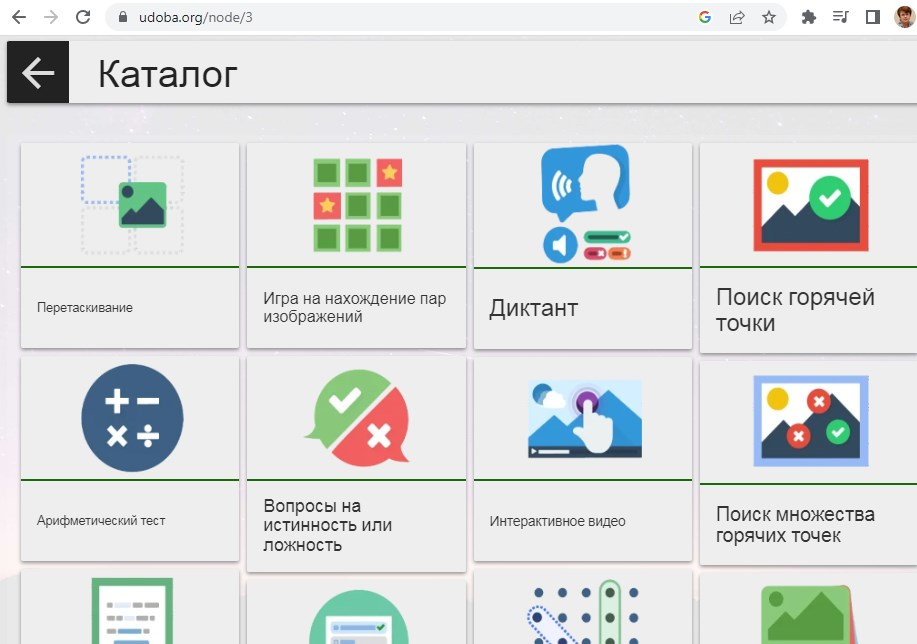 udoba.org/node/3
Каталог
Перетаскивание
Игра на нахождение пар
изображений
Диктант
Поиск горячей
точки
Арифметический тест
Вопросы на
истинность или
ложность
Интерактивное видео
Поиск множества
горячих точек